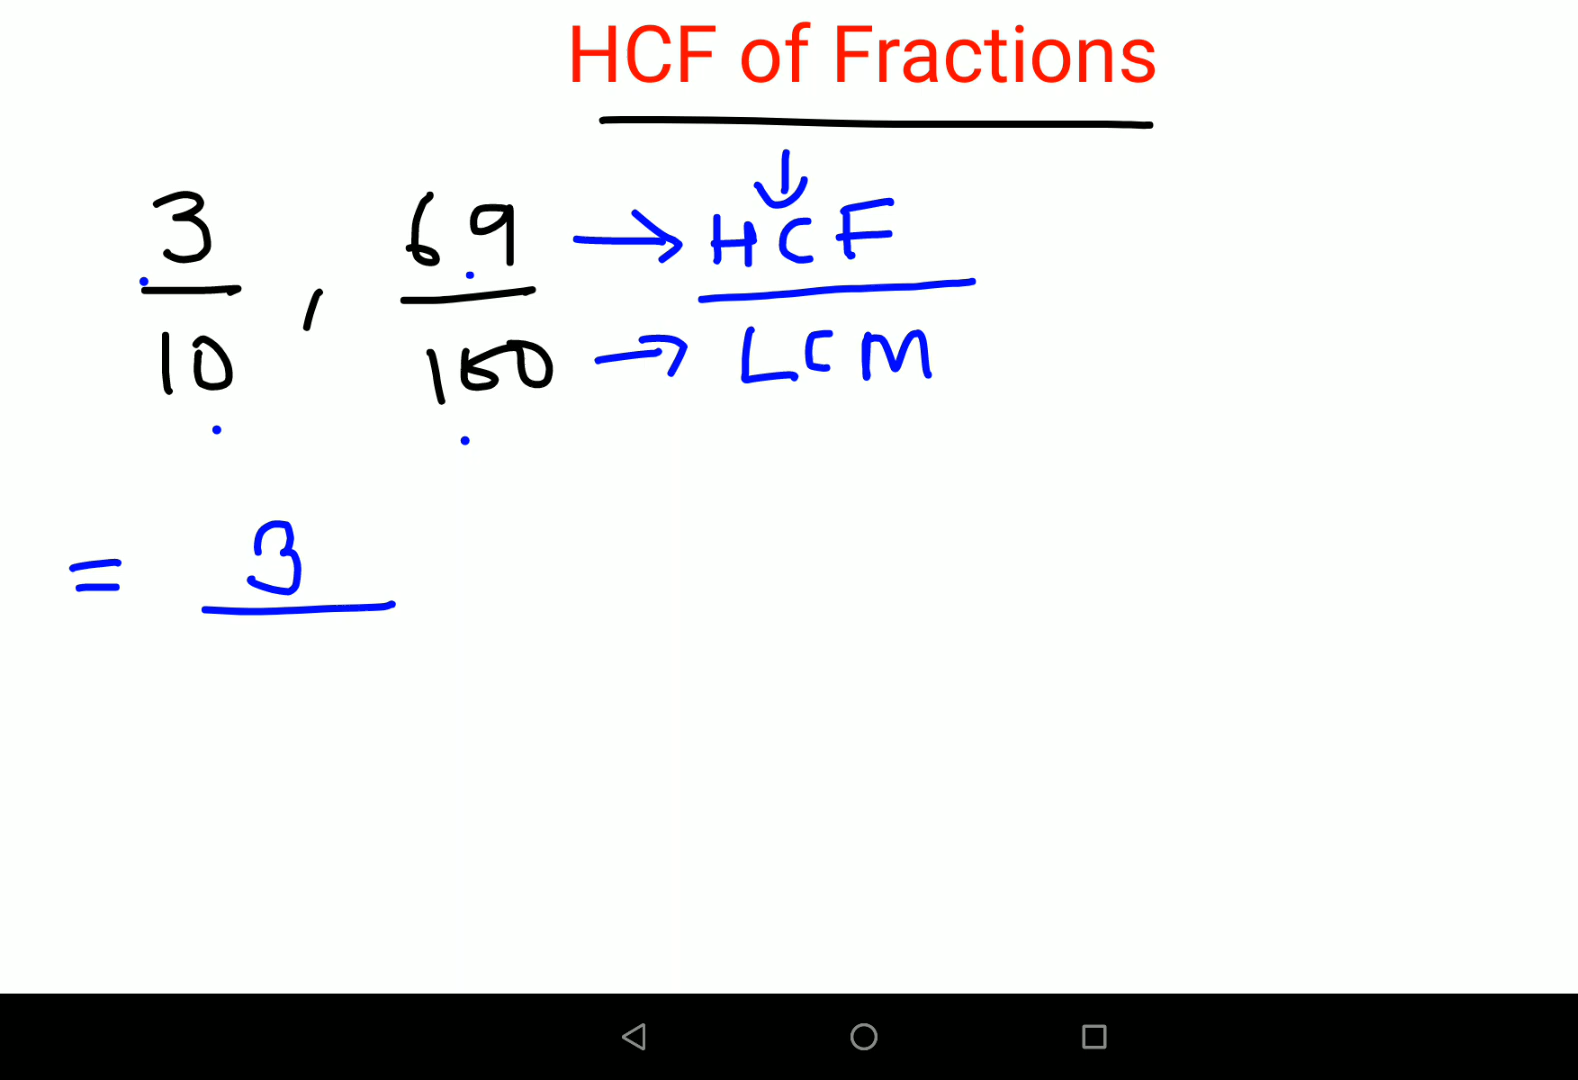 HCF of Fractions
3 , 69 → HCF
10 150 → LCM
= 3